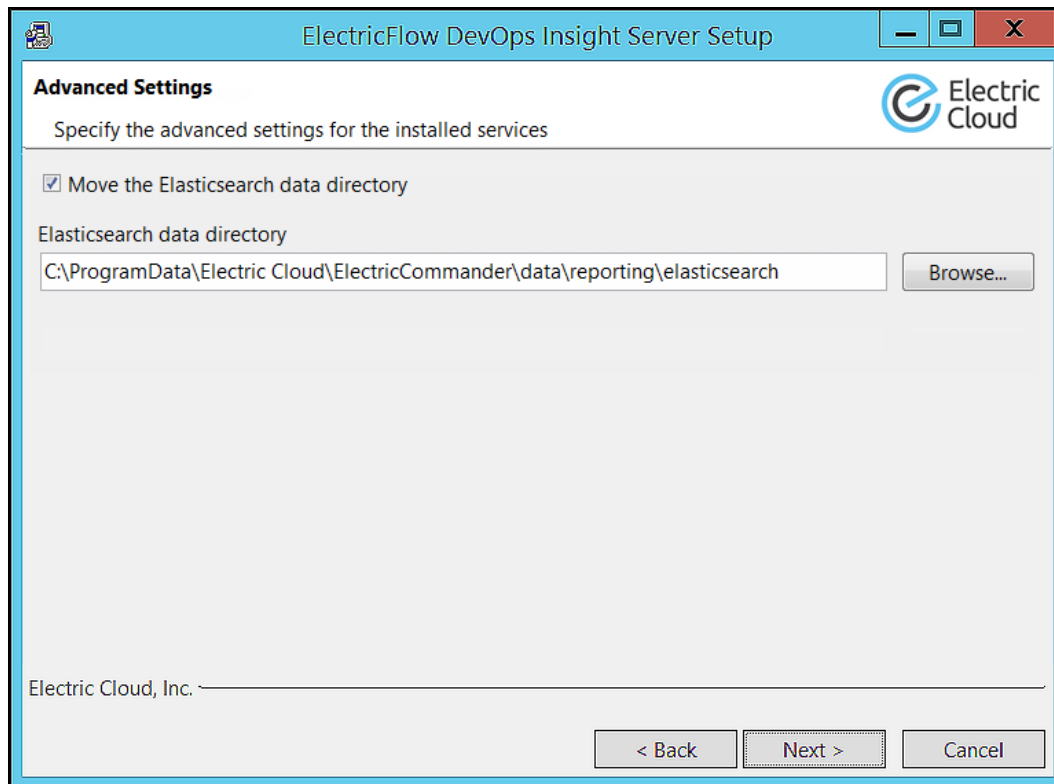 ElectricFlow DevOps Insight Server Setup
Advanced Settings
Specify the advanced settings for the installed services
Electric
Cloud
Move the Elasticsearch data directory
Elasticsearch data directory
C:\ProgramData\Electric Cloud\ElectricCommander\data\reporting\elasticsearch
Browse...
Electric Cloud, Inc.
< Back
Next >
Cancel